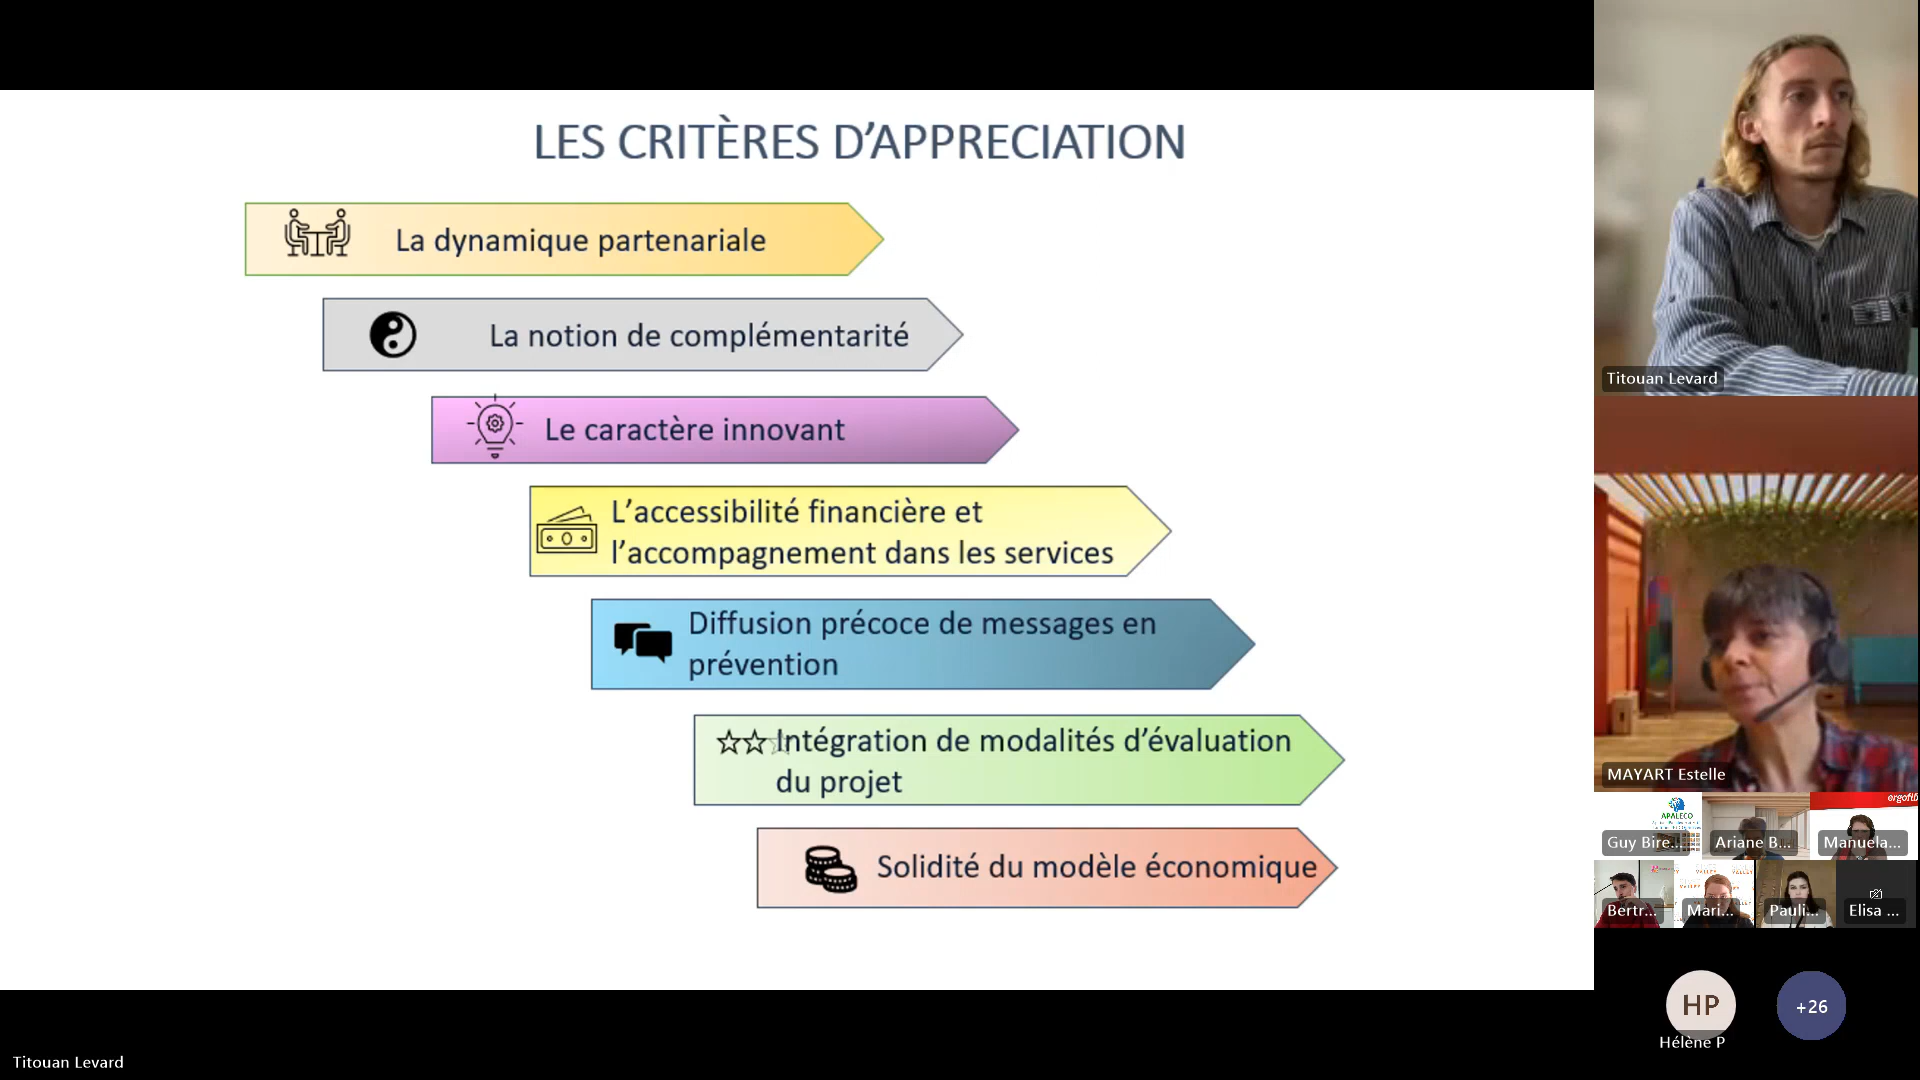 LES CRITÈRES D’APPRECIATION
La dynamique partenariale
La notion de complémentarité
Le caractère innovant
L’accessibilité financière et
l’accompagnement dans les services
Diffusion précoce de messages en
prévention
Intégration de modalités d’évaluation
du projet
Solidité du modèle économique
Titouan Levard
MAYART Estelle
APALECO
Guy Bire...
Ariane B...
Manuela...
Bertr...
Mari...
Pauli...
Elisa ...
HP
+26
Hélène P
Titouan Levard